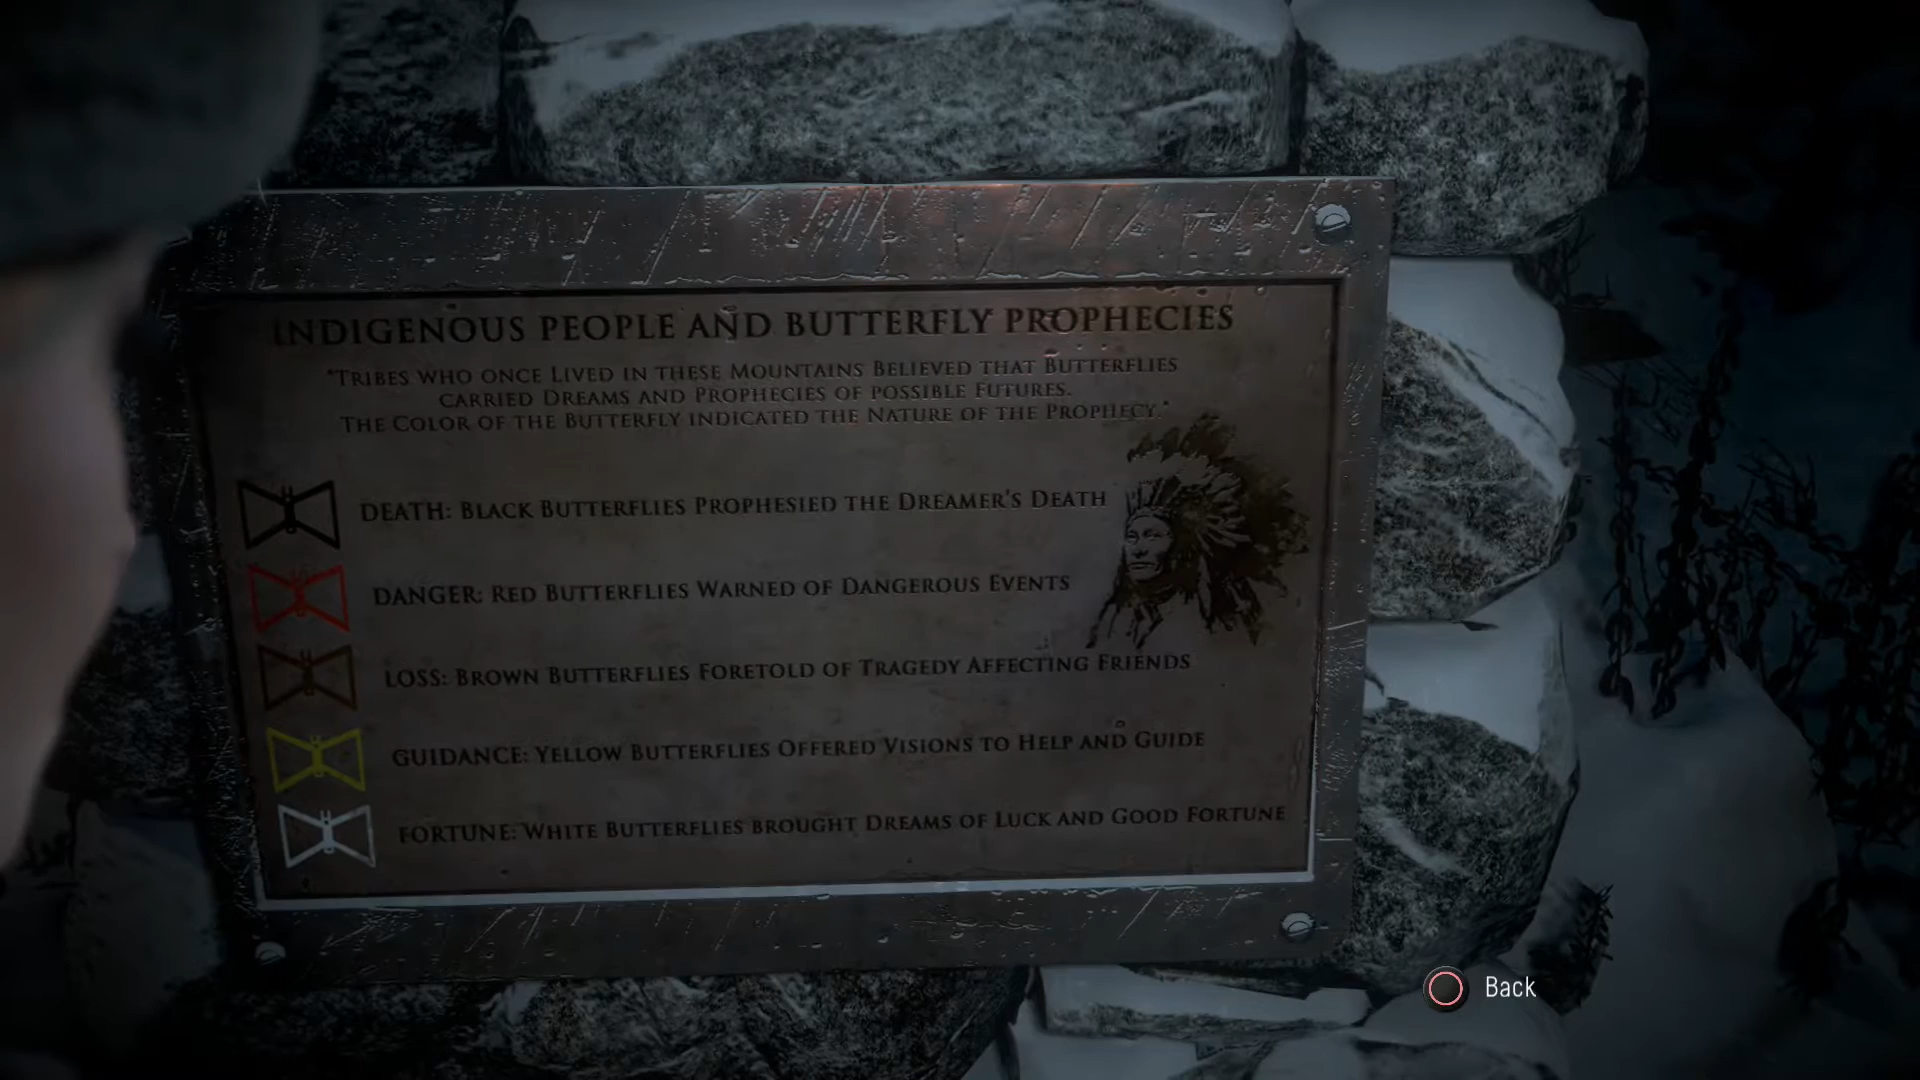 INDIGENOUS PEOPLE AND BUTTERFLY PROPHECIES
"TRIBES WHO ONCE LIVED IN THESE MOUNTAINS BELIEVED THAT BUTTERFLIES
CARRIED DREAMS AND PROPHECIES OF POSSIBLE FUTURES.
THE COLOR OF THE BUTTERFLY INDICATED THE NATURE OF THE PROPHECY."
DEATH: BLACK BUTTERFLIES PROPHESIED THE DREAMER'S DEATH
DANGER: RED BUTTERFLIES WARNED OF DANGEROUS EVENTS
LOSS: BROWN BUTTERFLIES FORETOLD OF TRAGEDY AFFECTING FRIENDS
GUIDANCE: YELLOW BUTTERFLIES OFFERED VISIONS TO HELP AND GUIDE
FORTUNE: WHITE BUTTERFLIES BROUGHT DREAMS OF LUCK AND GOOD FORTUNE
Back